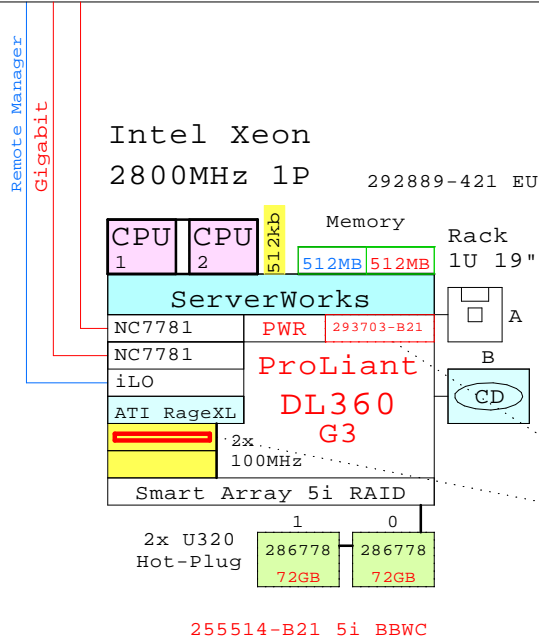 Remote Manager
Gigabit
Intel Xeon
2800MHz 1P
292889-421 EU
CPU
1
CPU
2
512kb
Memory
512MB 512MB
Rack
1U 19"
ServerWorks
A
NC7781
PWR
293703-B21
NC7781
ProLiant
B
iLO
DL360
CD
ATI RageXL
G3
2x
100MHz
Smart Array 5i RAID
1 0
2x U320
Hot-Plug
286778 286778
72GB 72GB
255514-B21 5i BBWC